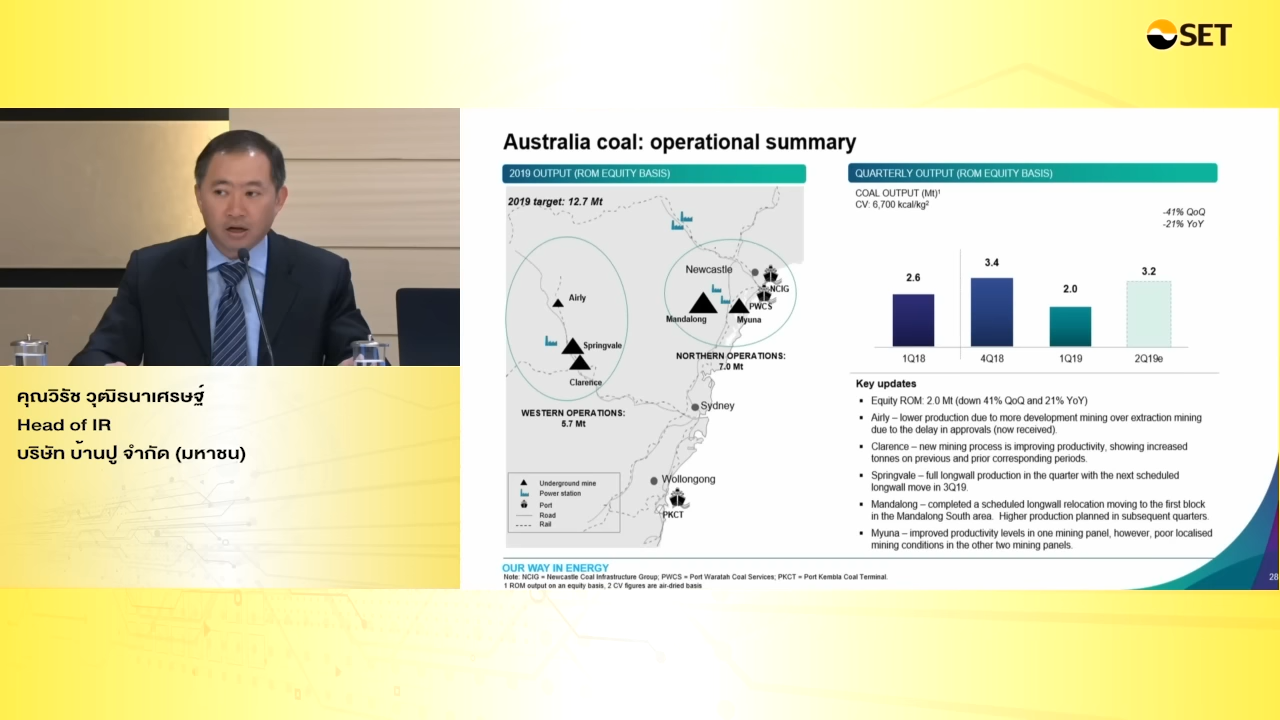 SET
คุณวิรัช วุฒิธนาเศรษฐ์
Head of IR
บริษัท บ้านปู จำกัด (มหาชน)
Australia coal: operational summary
2019 OUTPUT (ROM EQUITY BASIS)
2019 target: 12.7 Mt
Newcastle
NCIG
PWCS
Airly
Mandalong
Myuna
Springvale
NORTHERN OPERATIONS:
7.0 Mt
Clarence
Sydney
WESTERN OPERATIONS:
5.7 Mt
Wollongong
PKCT
Underground mine
Power station
Port
Road
Rail
QUARTERLY OUTPUT (ROM EQUITY BASIS)
COAL OUTPUT (Mt)¹
CV: 6,700 kcal/kg²
-41% QoQ
-21% YoY
2.6
3.4
2.0
3.2
1Q18
4Q18
1Q19
2Q19e
Key updates
▪ Equity ROM: 2.0 Mt (down 41% QoQ and 21% YoY)
▪ Airly – lower production due to more development mining over extraction mining
due to the delay in approvals (now received).
▪ Clarence – new mining process is improving productivity, showing increased
tonnes on previous and prior corresponding periods.
▪ Springvale – full longwall production in the quarter with the next scheduled
longwall move in 3Q19.
▪ Mandalong – completed a scheduled longwall relocation moving to the first block
in the Mandalong South area. Higher production planned in subsequent quarters.
▪ Myuna – improved productivity levels in one mining panel, however, poor localised
mining conditions in the other two mining panels.
OUR WAY IN ENERGY
Note: NCIG = Newcastle Coal Infrastructure Group; PWCS = Port Waratah Coal Services; PKCT = Port Kembla Coal Terminal.
1 ROM output on an equity basis, 2 CV figures are air-dried basis
28